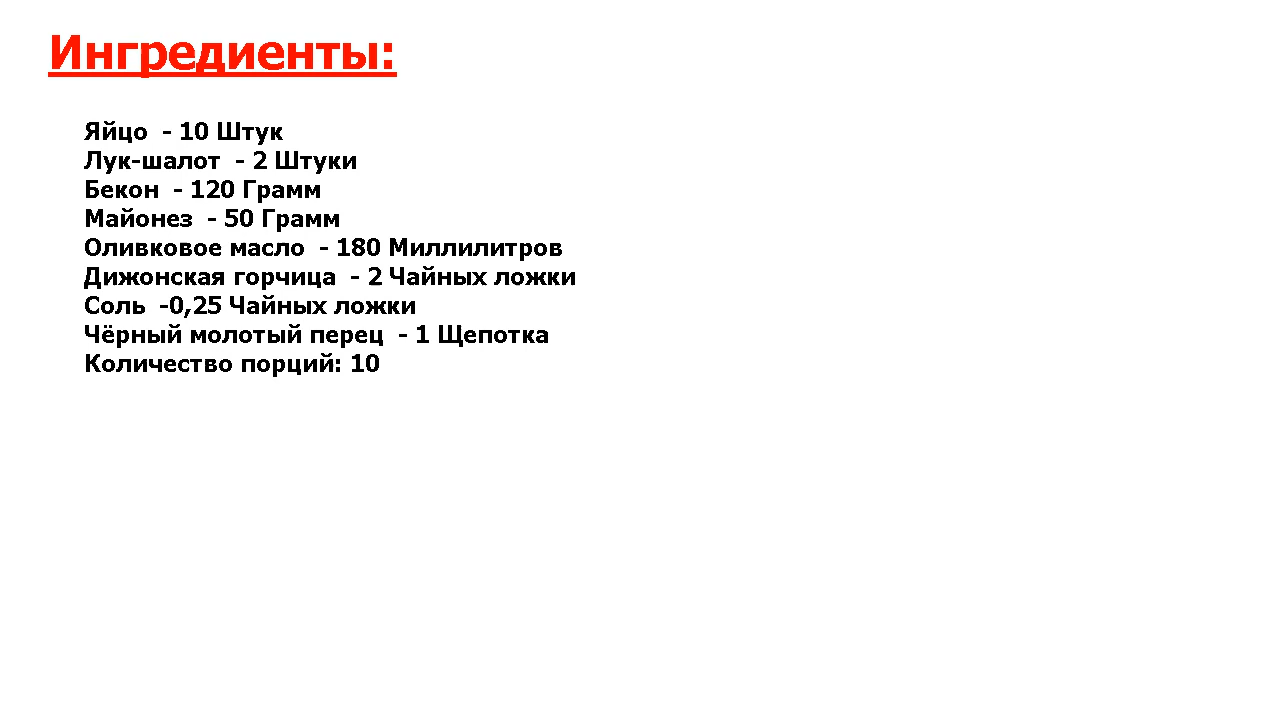 Ингредиенты:
Яйцо  - 10 Штук
Лук-шалот  - 2 Штуки
Бекон  - 120 Грамм
Майонез  - 50 Грамм
Оливковое масло  - 180 Миллилитров
Дижонская горчица  - 2 Чайных ложки
Соль  -0,25 Чайных ложки
Чёрный молотый перец  - 1 Щепотка
Количество порций: 10